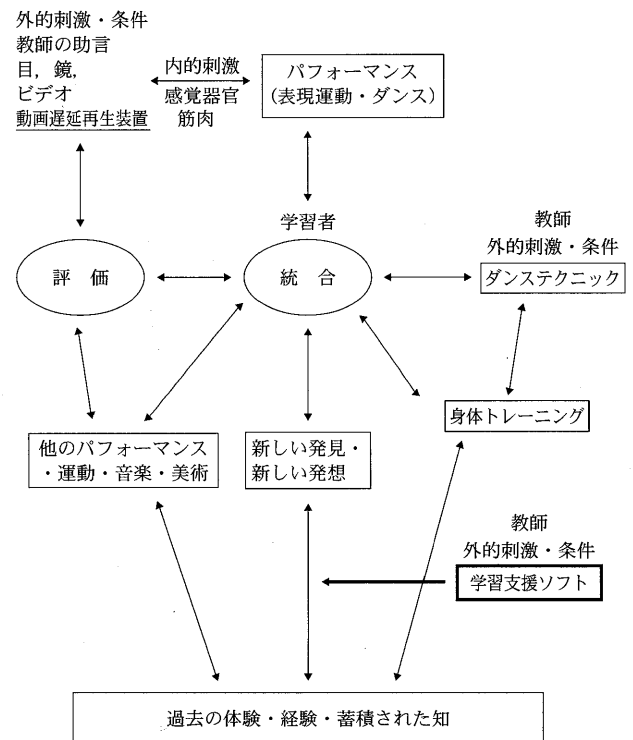 外的刺激・条件
教師の助言
目，鏡，
ビデオ
動画遅延再生装置
内的刺激
感覚器官
筋肉
パフォーマンス
（表現運動・ダンス）
学習者
教師
外的刺激・条件
評　価
統　合
ダンステクニック
身体トレーニング
他のパフォーマンス
・運動・音楽・美術
新しい発見・
新しい発想
教師
外的刺激・条件
学習支援ソフト
過去の体験・経験・蓄積された知